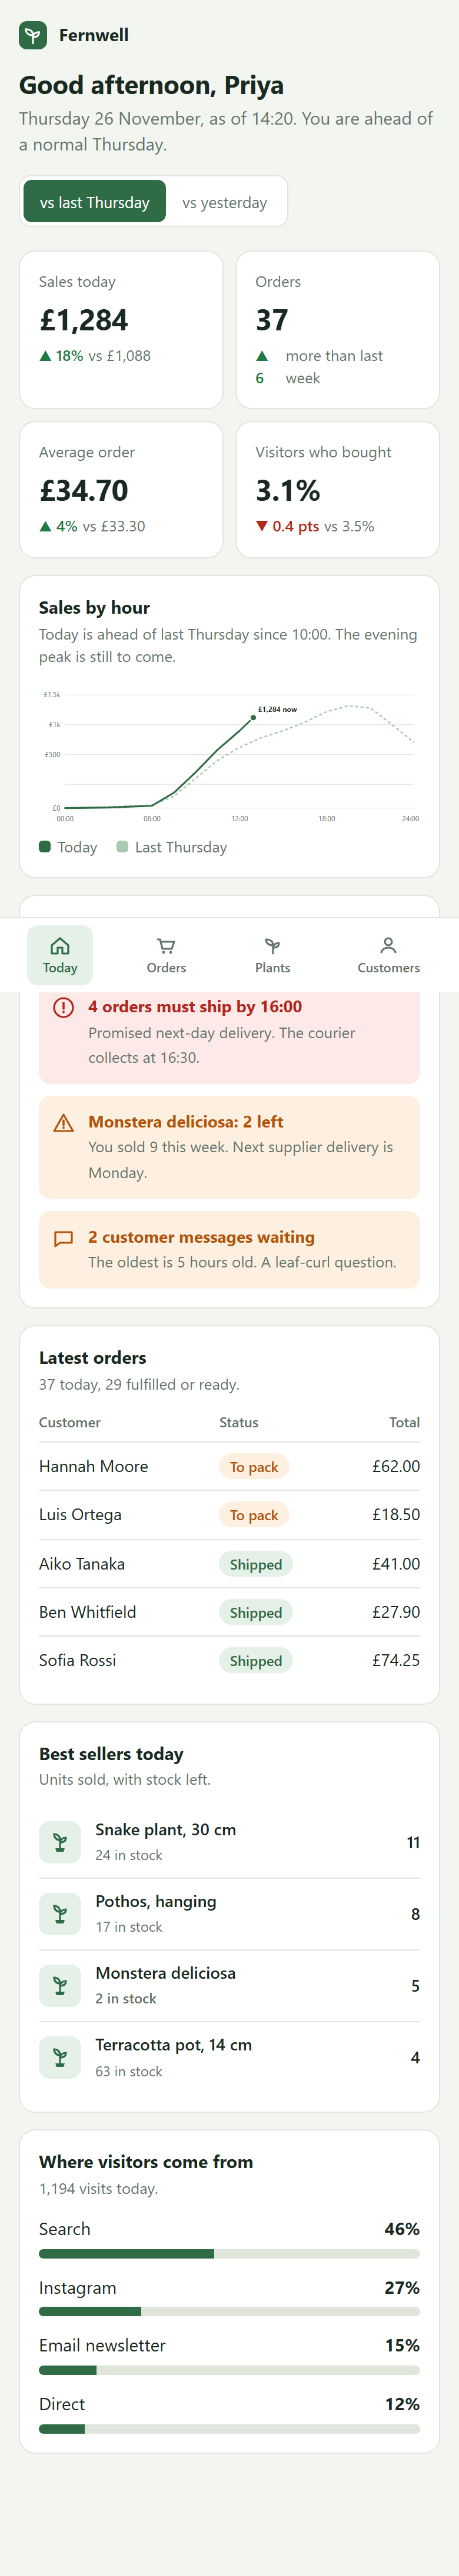 Fernwell
Good afternoon, Priya
Thursday 26 November, as of 14:20. You are ahead of
a normal Thursday.
vs last Thursday
vs yesterday
Sales today
£1,284
▲ 18% vs £1,088
Orders
37
▲ 6 more than last week
Average order
£34.70
▲ 4% vs £33.30
Visitors who bought
3.1%
▼ 0.4 pts vs 3.5%
Sales by hour
Today is ahead of last Thursday since 10:00. The evening
peak is still to come.
£1.5k
£1k
£500
£0
£1,284 now
00:00 06:00 12:00 18:00 24:00
Today
Last Thursday
Today
Orders
Plants
Customers
4 orders must ship by 16:00
Promised next-day delivery. The courier
collects at 16:30.
Monstera deliciosa: 2 left
You sold 9 this week. Next supplier delivery is
Monday.
2 customer messages waiting
The oldest is 5 hours old. A leaf-curl question.
Latest orders
37 today, 29 fulfilled or ready.
Customer Status Total
Hannah Moore To pack £62.00
Luis Ortega To pack £18.50
Aiko Tanaka Shipped £41.00
Ben Whitfield Shipped £27.90
Sofia Rossi Shipped £74.25
Best sellers today
Units sold, with stock left.
Snake plant, 30 cm
24 in stock
11
Pothos, hanging
17 in stock
8
Monstera deliciosa
2 in stock
5
Terracotta pot, 14 cm
63 in stock
4
Where visitors come from
1,194 visits today.
Search 46%
Instagram 27%
Email newsletter 15%
Direct 12%